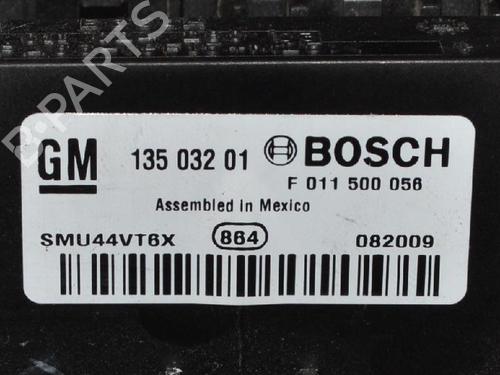 B-PARTS
GM 135 032 01 BOSCH
F 011 500 056
Assembled in Mexico
SMU44VT6X 864 082009